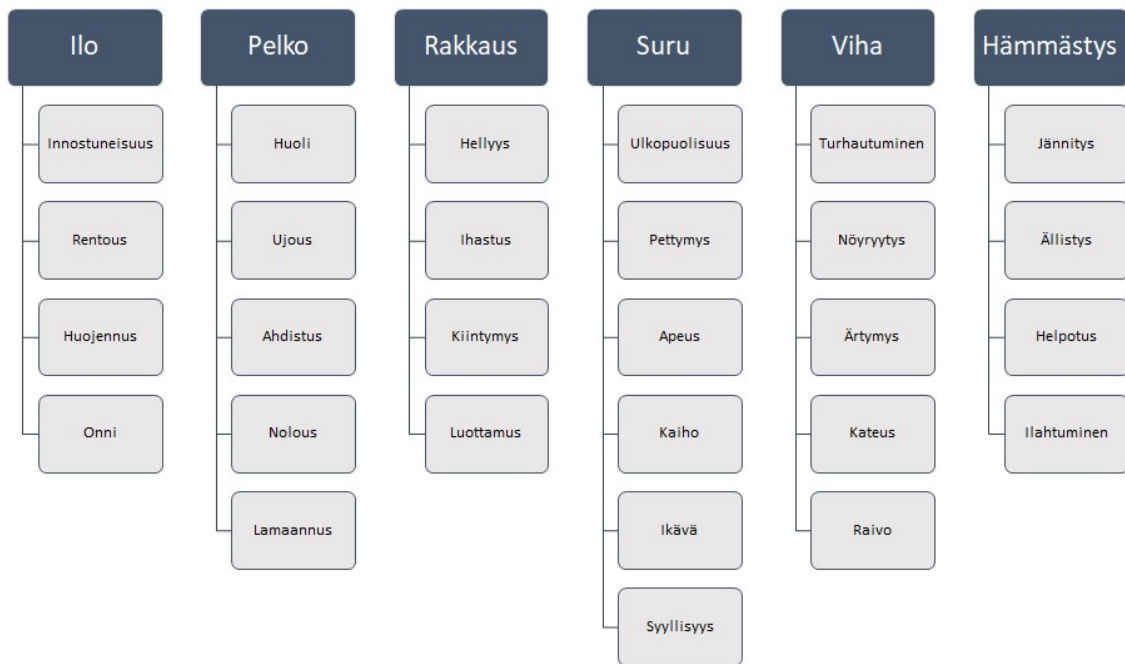 Ilo
Innostuneisuus
Rentous
Huojennus
Onni
Pelko
Huoli
Ujous
Ahdistus
Nolous
Lamaannus
Rakkaus
Hellyys
Ihastus
Kiintymys
Luottamus
Suru
Ulkopuolisuus
Pettymys
Apeus
Kaiho
Ikävä
Syyllisyys
Viha
Turhautuminen
Nöyryytys
Ärtymys
Kateus
Raivo
Hämmästys
Jännitys
Ällistys
Helpotus
Ilahtuminen